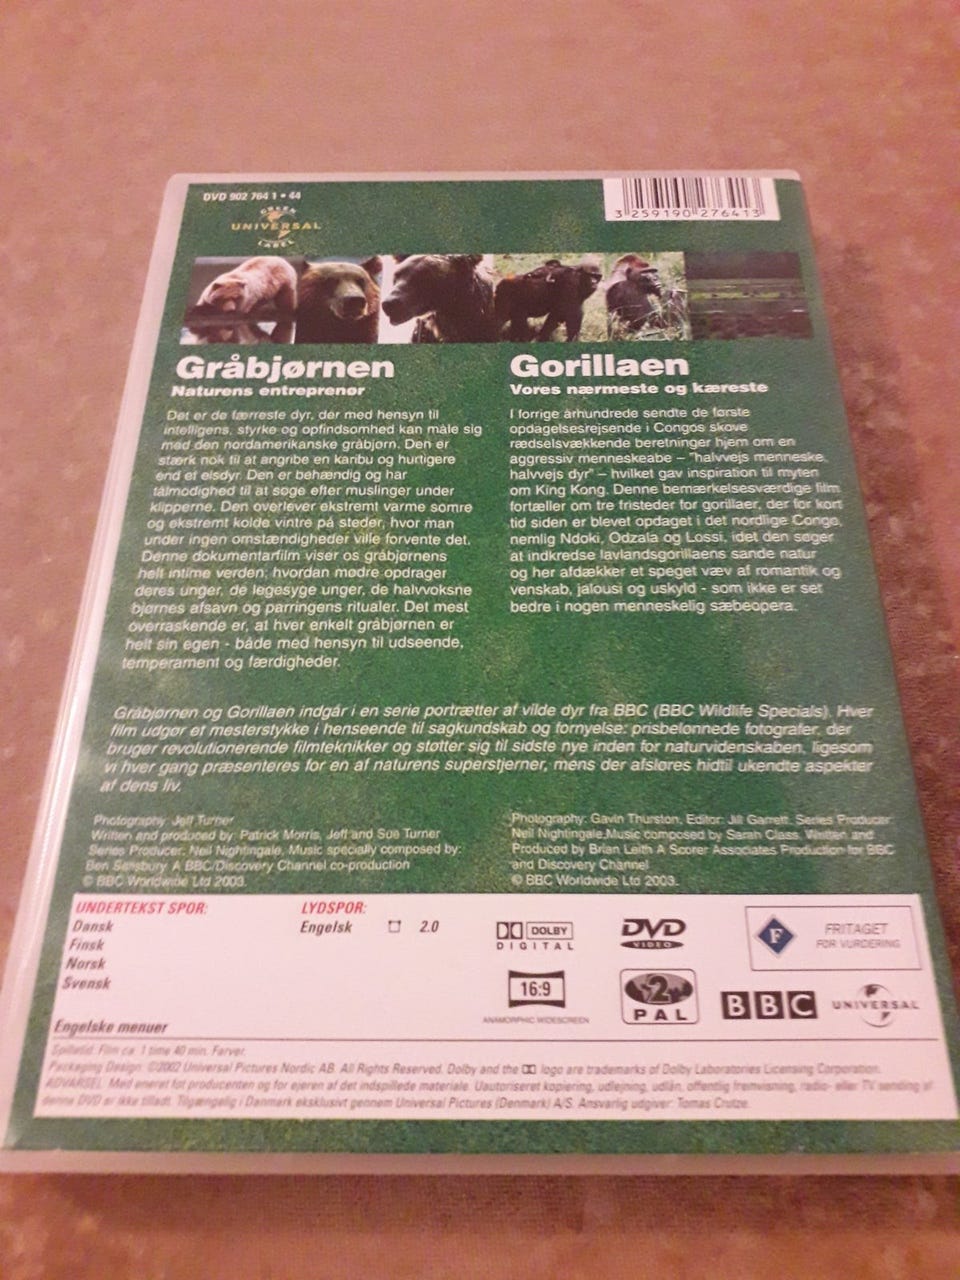 DVD 902 764 1 • 44
3 259190 276413
GREEN
UNIVERSAL
LABEL
Gråbjørnen
Naturens entreprenør
Det er de færreste dyr, der med hensyn til
intelligens, styrke og opfindsomhed kan måle sig
med den nordamerikanske gråbjørn. Den er
stærk nok til at angribe en karibu og hurtigere
end et elsdyr. Den er behændig og har
tålmodighed til at søge efter muslinger under
klipperne. Den overlever ekstremt varme somre
og ekstremt kolde vintre på steder, hvor man
under ingen omstændigheder ville forvente det.
Denne dokumentarfilm viser os gråbjørnens
helt intime verden; hvordan mødre opdrager
deres unger, de legesyge unger, de halvvoksne
bjørnes afsavn og parringens ritualer. Det mest
overraskende er, at hver enkelt gråbjørnen er
helt sin egen - både med hensyn til udseende,
temperament og færdigheder.
Gorillaen
Vores nærmeste og kæreste
I forrige århundrede sendte de første
opdagelsesrejsende i Congos skove
rædselsvækkende beretninger hjem om en
aggressiv menneskeabe – "halvvejs menneske,
halvvejs dyr" – hvilket gav inspiration til myten
om King Kong. Denne bemærkelsesværdige film
fortæller om tre fristeder for gorillaer, der for kort
tid siden er blevet opdaget i det nordlige Congo,
nemlig Ndoki, Odzala og Lossi, idet den søger
at indkredse lavlandsgorillaens sande natur
og her afdækker et speget væv af romantik og
venskab, jalousi og uskyld - som ikke er set
bedre i nogen menneskelig sæbeopera.
Gråbjørnen og Gorillaen indgår i en serie portrætter af vilde dyr fra BBC (BBC Wildlife Specials). Hver
film udgør et mesterstykke i henseende til sagkundskab og fornyelse: prisbelønnede fotografer, der
bruger revolutionerende filmteknikker og støtter sig til sidste nye inden for naturvidenskaben, ligesom
vi hver gang præsenteres for en af naturens superstjerner, mens der afsløres hidtil ukendte aspekter
af dens liv.
Photography: Jeff Turner
Written and produced by: Patrick Morris, Jeff and Sue Turner
Series Producer: Neil Nightingale, Music specially composed by:
Ben Salisbury A BBC/Discovery Channel co-production
© BBC Worldwide Ltd 2003.
Photography: Gavin Thurston, Editor: Jill Garrett, Series Producer
Neil Nightingale,Music composed by Sarah Class, Written and
Produced by Brian Leith A Scorer Associates Production for BBC
and Discovery Channel
© BBC Worldwide Ltd 2003.
UNDERTEKST SPOR:
Dansk
Finsk
Norsk
Svensk
Engelske menuer
LYDSPOR:
Engelsk 2.0
DOLBY
DIGITAL
DVD
VIDEO
F
FRITAGET
FOR VURDERING
16:9
ANAMORPHIC WIDESCREEN
2
PAL
BBC
UNIVERSAL
Spilletid: Film ca. 1 time 40 min. Farver.
Packaging Design: ©2002 Universal Pictures Nordic AB. All Rights Reserved. Dolby and the logo are trademarks of Dolby Laboratories Licensing Corporation.
ADVARSEL. Med eneret for producenten og for ejeren af det indspillede materiale. Uautoriseret kopiering, udlejning, udlån, offentlig fremvisning, radio- eller TV sending af
denne DVD er ikke tilladt. Tilgængelig i Danmark eksklusivt gennem Universal Pictures (Denmark) A/S. Ansvarlig udgiver: Tomas Crutze.